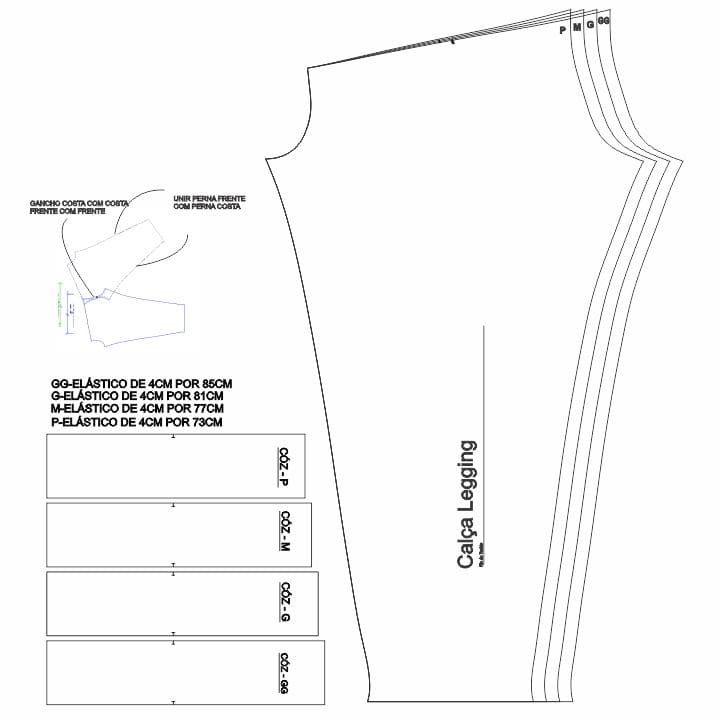 P M G GG
GANCHO COSTA COM COSTA
FRENTE COM FRENTE
UNIR PERNA FRENTE
COM PERNA COSTA
GG-ELÁSTICO DE 4CM POR 85CM
G-ELÁSTICO DE 4CM POR 81CM
M-ELÁSTICO DE 4CM POR 77CM
P-ELÁSTICO DE 4CM POR 73CM
CÓZ - P
CÓZ - M
CÓZ - G
CÓZ - GG
Calça Legging